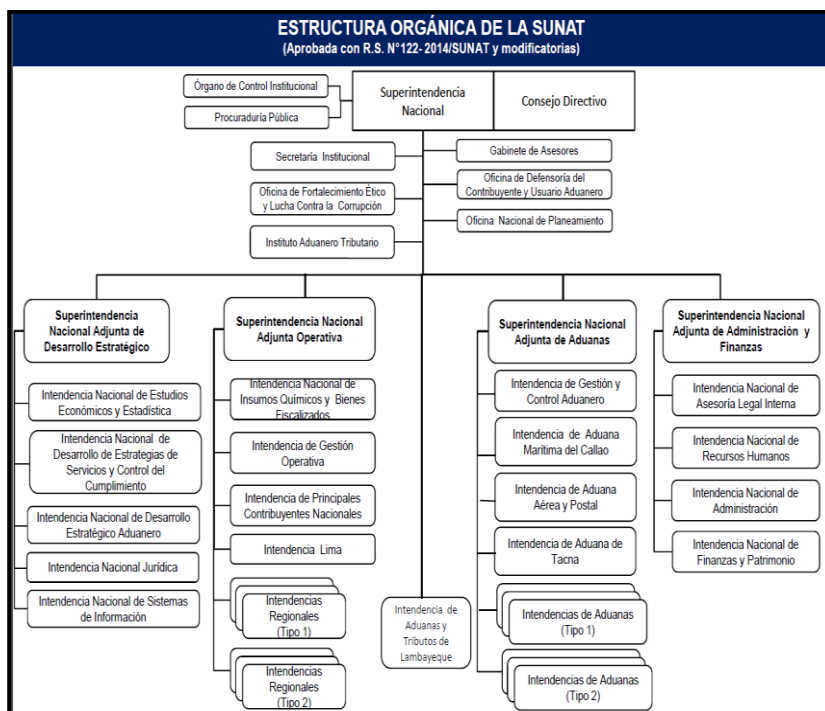 ESTRUCTURA ORGÁNICA DE LA SUNAT
(Aprobada con R.S. N°122- 2014/SUNAT y modificatorias)
Órgano de Control Institucional
Procuraduría Pública
Superintendencia
Nacional
Consejo Directivo
Secretaría Institucional
Gabinete de Asesores
Oficina de Fortalecimiento Ético
y Lucha Contra la Corrupción
Oficina de Defensoría del
Contribuyente y Usuario Aduanero
Instituto Aduanero Tributario
Oficina Nacional de Planeamiento
Superintendencia
Nacional Adjunta de
Desarrollo Estratégico
Intendencia Nacional de Estudios
Económicos y Estadística
Intendencia Nacional de
Desarrollo de Estrategias de
Servicios y Control del
Cumplimiento
Intendencia Nacional de Desarrollo
Estratégico Aduanero
Intendencia Nacional Jurídica
Intendencia Nacional de Sistemas
de Información
Superintendencia Nacional
Adjunta Operativa
Intendencia Nacional de
Insumos Químicos y Bienes
Fiscalizados
Intendencia de Gestión
Operativa
Intendencia de Principales
Contribuyentes Nacionales
Intendencia Lima
Intendencias
Regionales
(Tipo 1)
Intendencias
Regionales
(Tipo 2)
Intendencia de
Aduanas y
Tributos de
Lambayeque
Superintendencia Nacional
Adjunta de Aduanas
Intendencia de Gestión y
Control Aduanero
Intendencia de Aduana
Marítima del Callao
Intendencia de Aduana
Aérea y Postal
Intendencia de Aduana de
Tacna
Intendencias de Aduanas
(Tipo 1)
Intendencias de Aduanas
(Tipo 2)
Superintendencia Nacional
Adjunta de Administración y
Finanzas
Intendencia Nacional de
Asesoría Legal Interna
Intendencia Nacional de
Recursos Humanos
Intendencia Nacional de
Administración
Intendencia Nacional de
Finanzas y Patrimonio